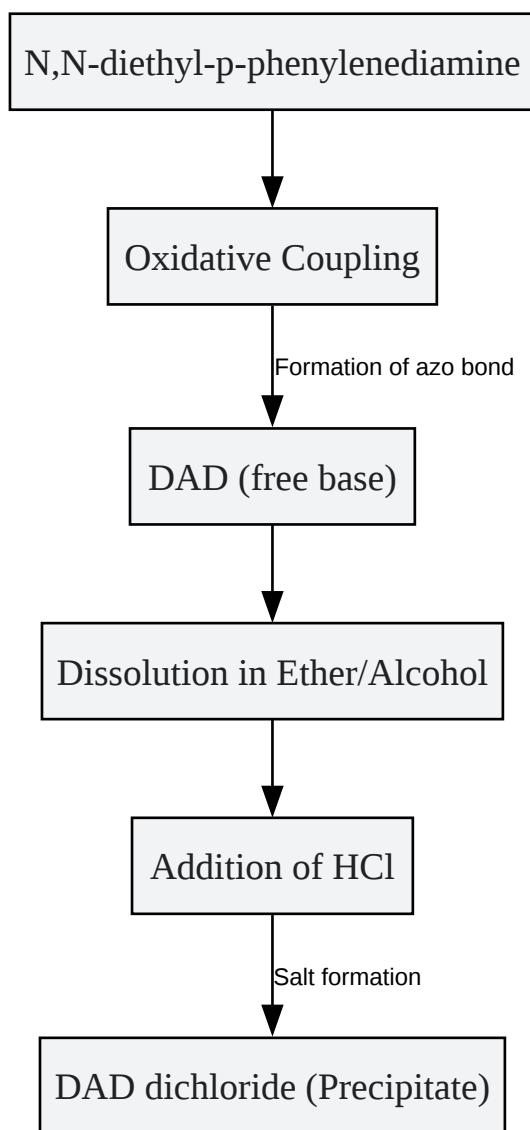 N,N-diethyl-p-phenylenediamine
Oxidative Coupling
Formation of azo bond
DAD (free base)
Dissolution in Ether/Alcohol
Addition of HCl
Salt formation
DAD dichloride (Precipitate)